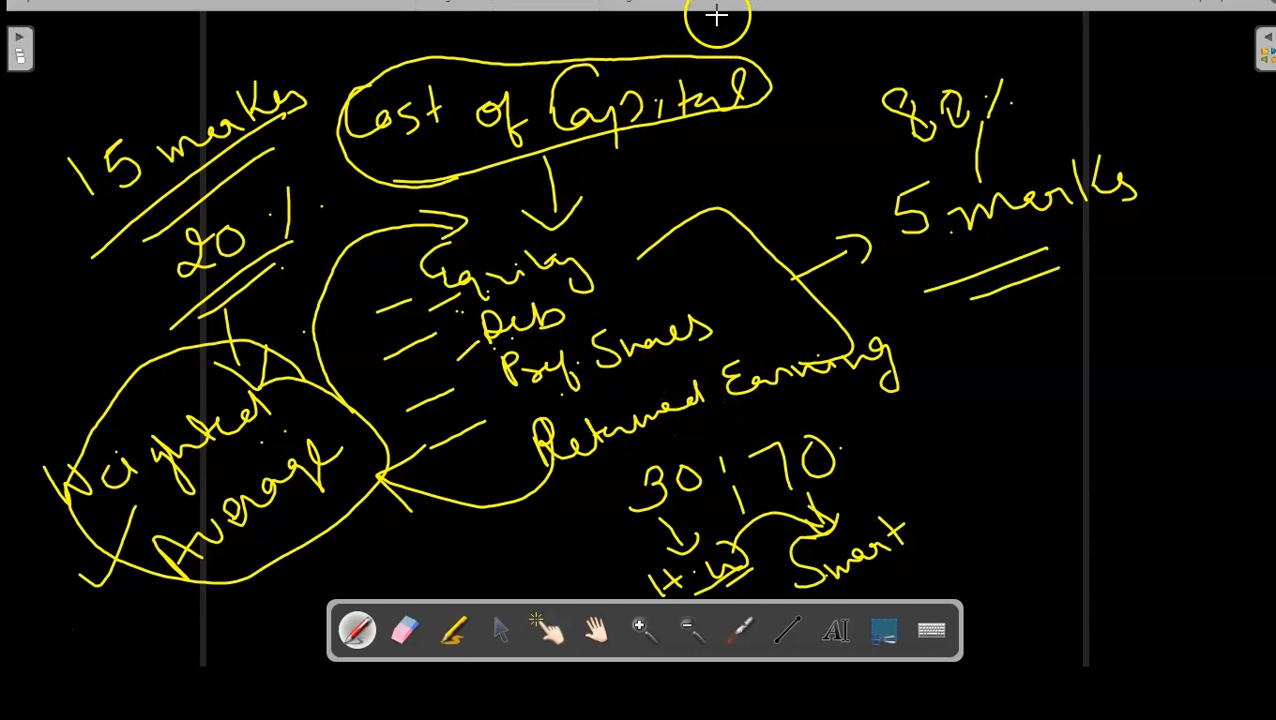 Cost of Capital
15 marks
20%
Weighted
Average
Equity
Deb
Pref. Shares
Retained Earning
80%
5 marks
30 | 70
Smart
AI